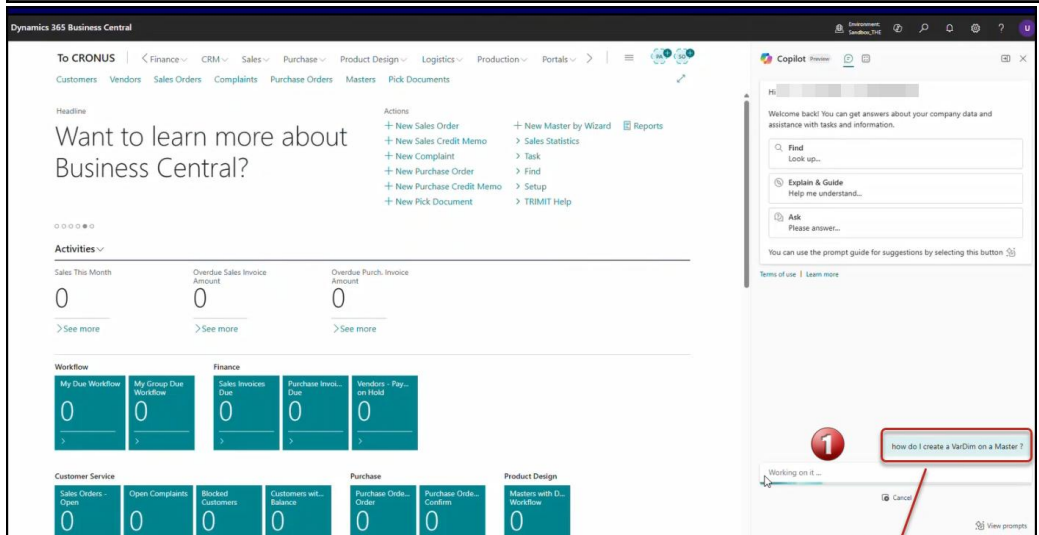 Dynamics 365 Business Central
Environment:
Sandbox_THE
?
U
To CRONUS
Finance CRM Sales Purchase Product Design Logistics Production Portals
PA SO
Customers Vendors Sales Orders Complaints Purchase Orders Masters Pick Documents
Headline
Want to learn more about
Business Central?
Actions
+ New Sales Order
+ New Sales Credit Memo
+ New Complaint
+ New Purchase Order
+ New Purchase Credit Memo
+ New Pick Document
+ New Master by Wizard
> Sales Statistics
> Task
> Find
> Setup
> TRIMIT Help
Reports
Activities
Sales This Month
0
>See more
Overdue Sales Invoice
Amount
0
>See more
Overdue Purch. Invoice
Amount
0
>See more
Workflow
My Due Workflow
0
My Group Due
Workflow
0
Finance
Sales Invoices
Due
0
Purchase Invoi...
Due
0
Vendors - Pay...
on Hold
0
Customer Service
Sales Orders -
Open
0
Open Complaints
0
Blocked
Customers
0
Customers wit...
Balance
0
Purchase
Purchase Orde...
Order
0
Purchase Orde...
Confirm
0
Product Design
Masters with D...
Workflow
0
Copilot Preview
Hi
Welcome back! You can get answers about your company data and
assistance with tasks and information.
Find
Look up...
Explain & Guide
Help me understand...
Ask
Please answer...
You can use the prompt guide for suggestions by selecting this button
Terms of use | Learn more
1
how do I create a VarDim on a Master ?
Working on it ...
Cancel
View prompts